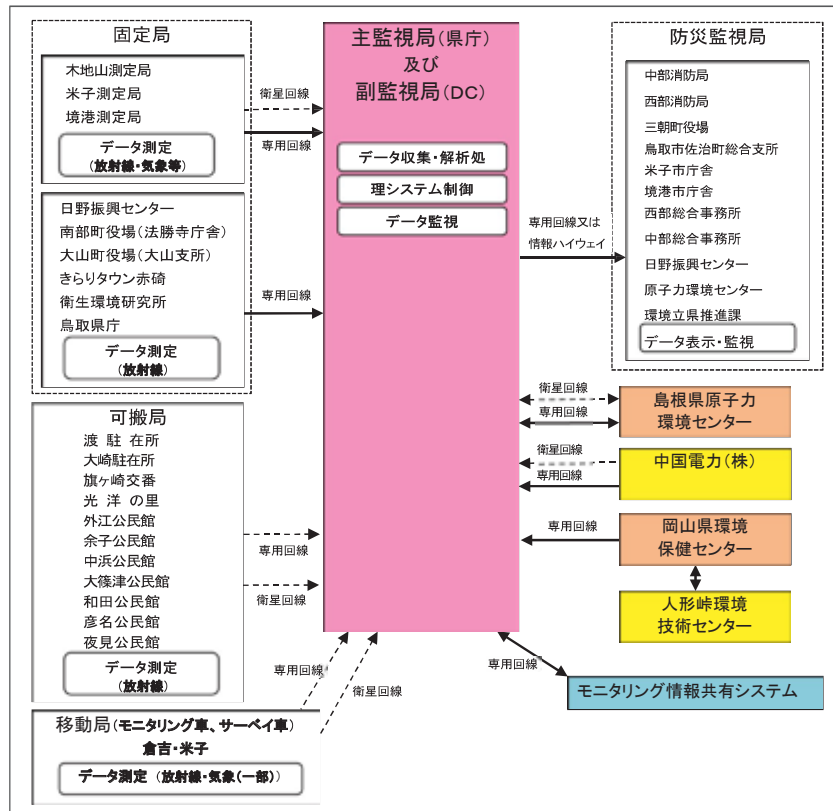 固定局
木地山測定局
米子測定局
境港測定局
データ測定
(放射線・気象等)
衛星回線
専用回線
日野振興センター
南部町役場(法勝寺庁舎)
大山町役場(大山支所)
きらりタウン赤碕
衛生環境研究所
鳥取県庁
データ測定
(放射線)
専用回線
可搬局
渡 駐 在所
大崎駐在所
旗ヶ崎交番
光 洋 の里
外江公民館
余子公民館
中浜公民館
大篠津公民館
和田公民館
彦名公民館
夜見公民館
データ測定
(放射線)
専用回線
衛星回線
移動局(モニタリング車、サーベイ車)
倉吉・米子
データ測定 (放射線・気象(一部))
専用回線
衛星回線
主監視局(県庁)
及び
副監視局(DC)
データ収集・解析処
理システム制御
データ監視
専用回線又は
情報ハイウェイ
防災監視局
中部消防局
西部消防局
三朝町役場
鳥取市佐治町総合支所
米子市庁舎
境港市庁舎
西部総合事務所
中部総合事務所
日野振興センター
原子力環境センター
環境立県推進課
データ表示・監視
衛星回線
専用回線
島根県原子力
環境センター
衛星回線
専用回線
中国電力(株)
専用回線
岡山県環境
保健センター
人形峠環境
技術センター
専用回線
モニタリング情報共有システム